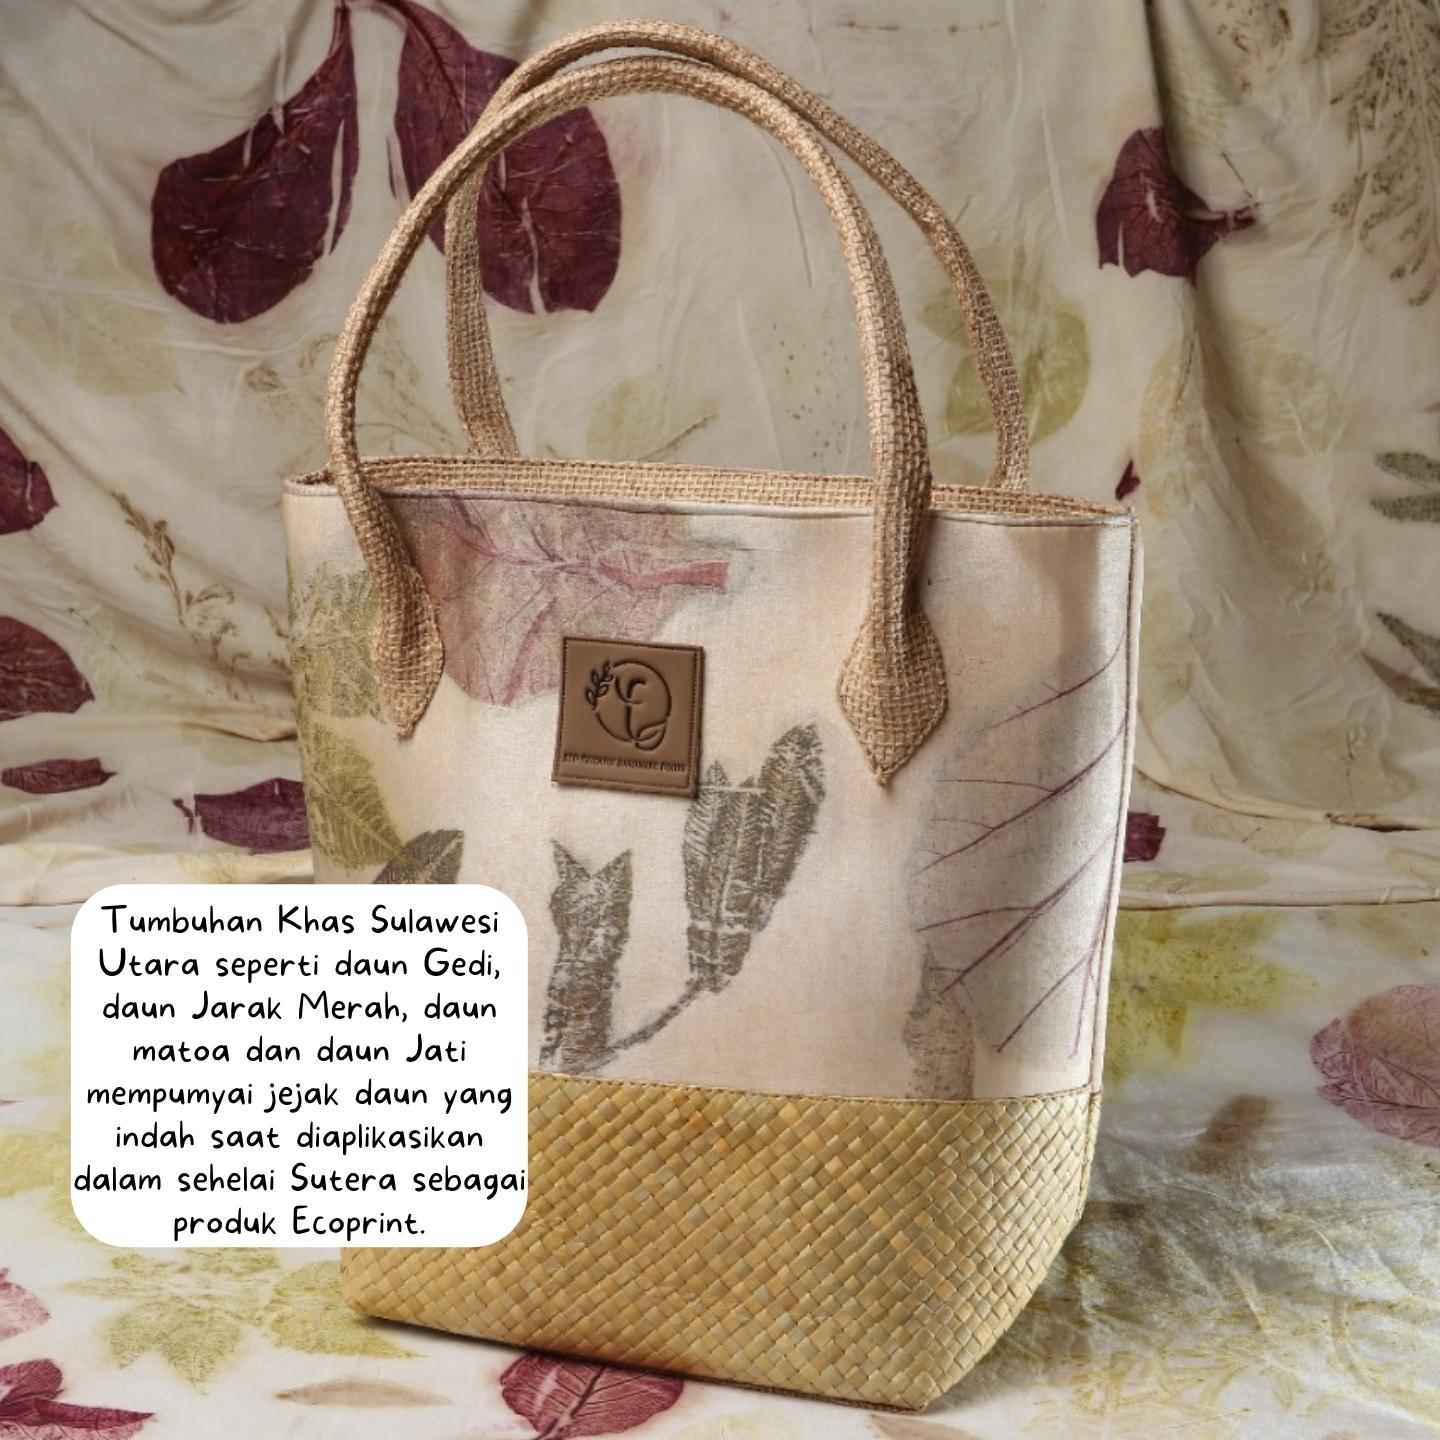 Tumbuhan Khas Sulawesi
Utara seperti daun Gedi,
daun Jarak Merah, daun
matoa dan daun Jati
mempumyai jejak daun yang
indah saat diaplikasikan
dalam sehelai Sutera sebagai
produk Ecoprint.